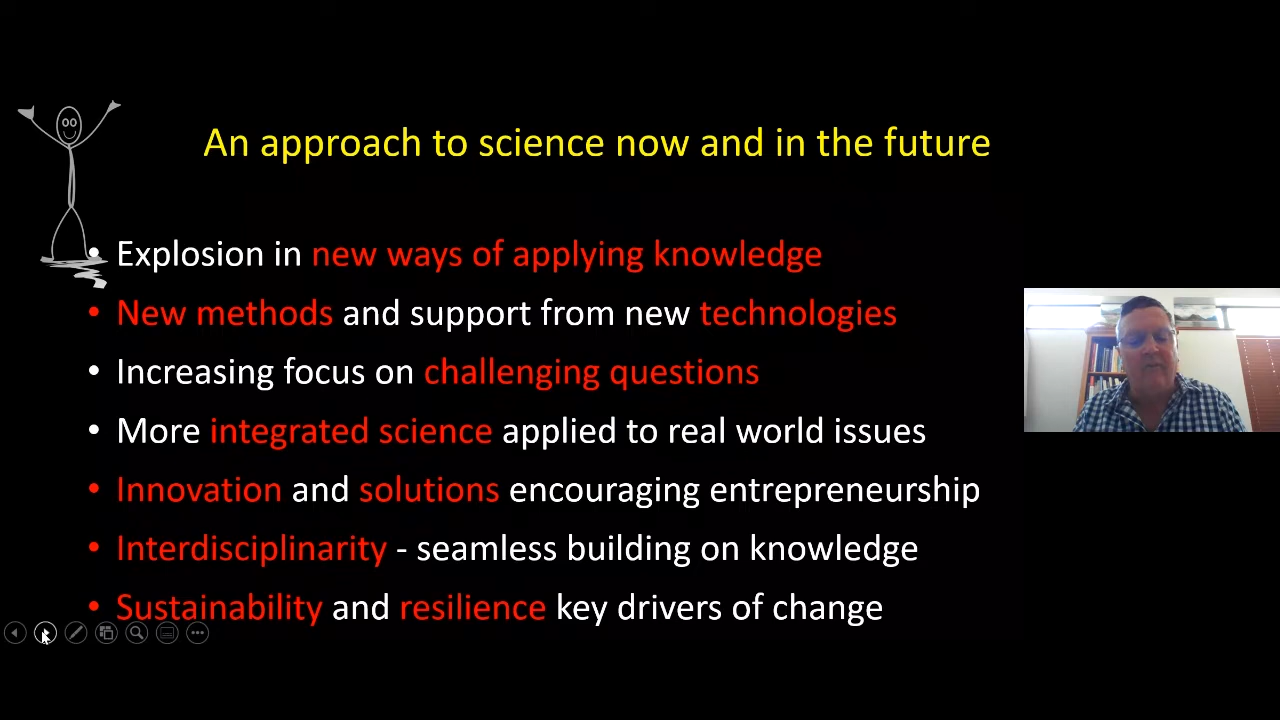 An approach to science now and in the future
• Explosion in new ways of applying knowledge
• New methods and support from new technologies
• Increasing focus on challenging questions
• More integrated science applied to real world issues
• Innovation and solutions encouraging entrepreneurship
• Interdisciplinarity - seamless building on knowledge
• Sustainability and resilience key drivers of change